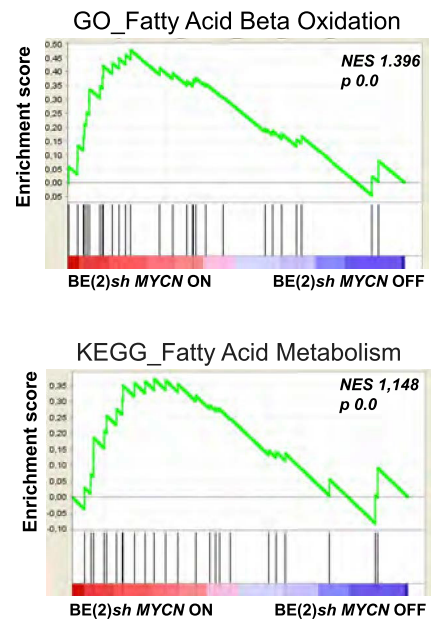 GO_Fatty Acid Beta Oxidation
Enrichment score
0,50
0,45
0,40
0,35
0,30
0,25
0,20
0,15
0,10
0,05
0,00
0,05
NES 1.396
p 0.0
BE(2)sh MYCN ON
BE(2)sh MYCN OFF
KEGG_Fatty Acid Metabolism
Enrichment score
0,35
0,30
0,25
0,20
0,15
0,10
0,05
0,00
-0,05
-0,10
NES 1,148
p 0.0
BE(2)sh MYCN ON
BE(2)sh MYCN OFF